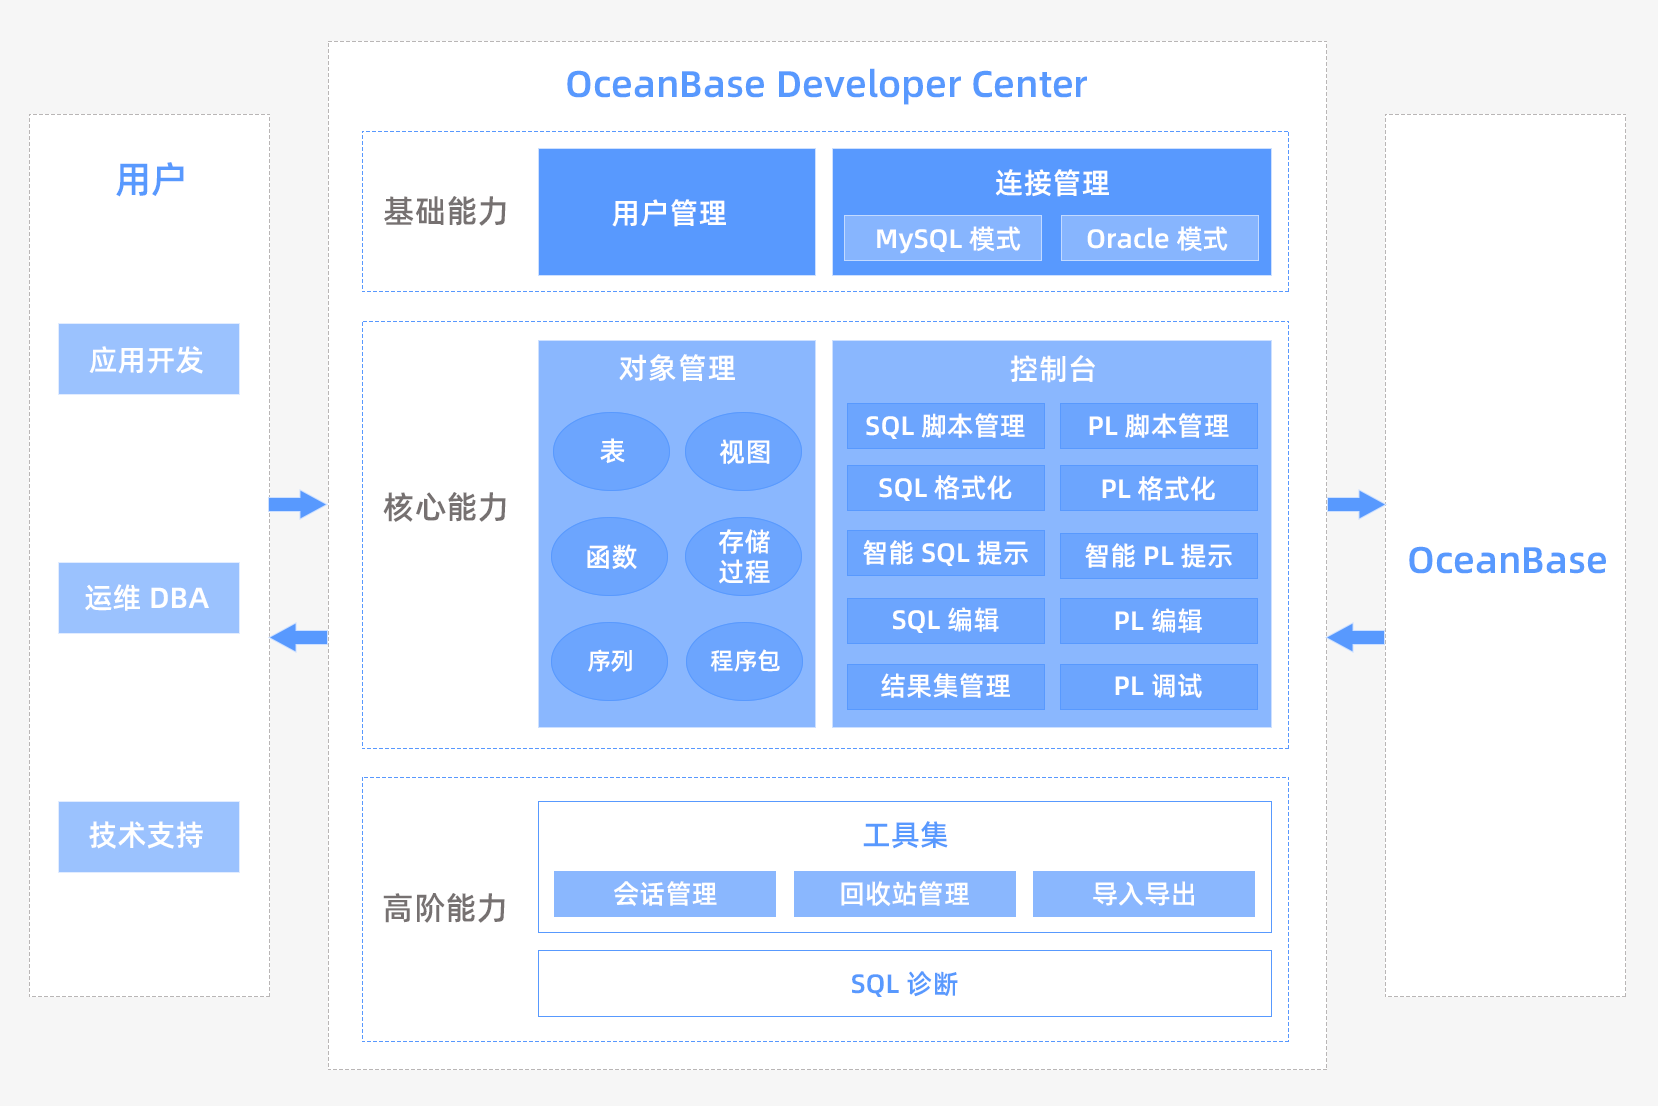 用户
应用开发
运维 DBA
技术支持
OceanBase Developer Center
基础能力
用户管理
连接管理
MySQL 模式
Oracle 模式
核心能力
对象管理
表
视图
函数
存储
过程
序列
程序包
控制台
SQL 脚本管理
PL 脚本管理
SQL 格式化
PL 格式化
智能 SQL 提示
智能 PL 提示
SQL 编辑
PL 编辑
结果集管理
PL 调试
高阶能力
工具集
会话管理
回收站管理
导入导出
SQL 诊断
OceanBase